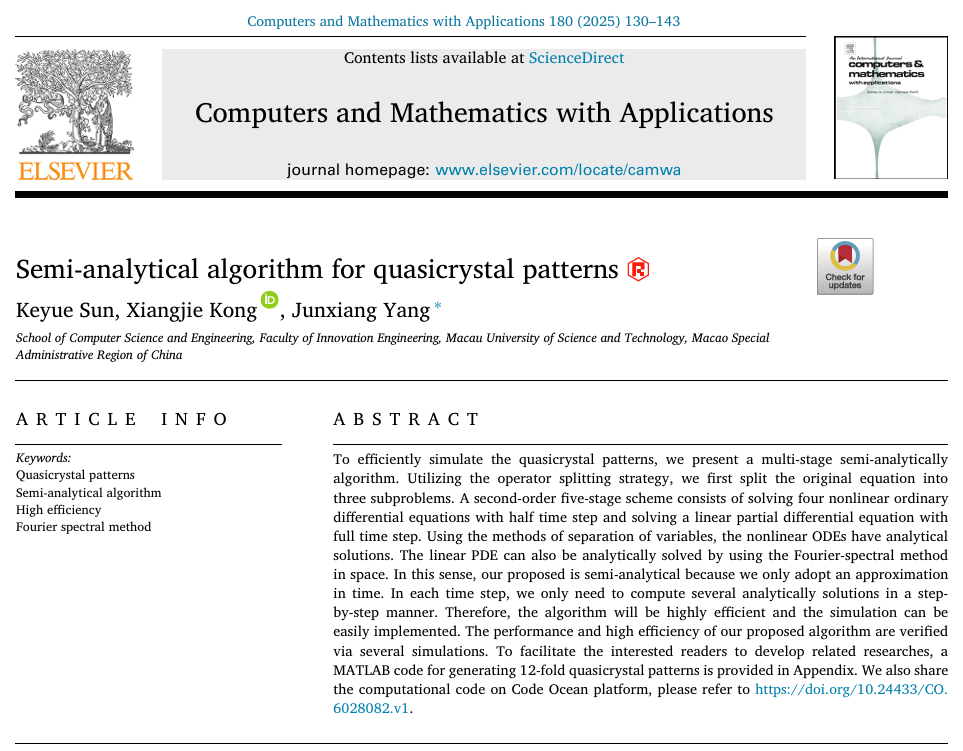 Computers and Mathematics with Applications 180 (2025) 130–143
Contents lists available at ScienceDirect
Computers and Mathematics with Applications
journal homepage: www.elsevier.com/locate/camwa
ELSEVIER
An International Journal
computers &
mathematics
with applications
Semi-analytical algorithm for quasicrystal patterns
R
Check for
updates
Keyue Sun, Xiangjie Kong iD, Junxiang Yang *
School of Computer Science and Engineering, Faculty of Innovation Engineering, Macau University of Science and Technology, Macao Special
Administrative Region of China
ARTICLE INFO
Keywords:
Quasicrystal patterns
Semi-analytical algorithm
High efficiency
Fourier spectral method
ABSTRACT
To efficiently simulate the quasicrystal patterns, we present a multi-stage semi-analytically
algorithm. Utilizing the operator splitting strategy, we first split the original equation into
three subproblems. A second-order five-stage scheme consists of solving four nonlinear ordinary
differential equations with half time step and solving a linear partial differential equation with
full time step. Using the methods of separation of variables, the nonlinear ODEs have analytical
solutions. The linear PDE can also be analytically solved by using the Fourier-spectral method
in space. In this sense, our proposed is semi-analytical because we only adopt an approximation
in time. In each time step, we only need to compute several analytically solutions in a step-
by-step manner. Therefore, the algorithm will be highly efficient and the simulation can be
easily implemented. The performance and high efficiency of our proposed algorithm are verified
via several simulations. To facilitate the interested readers to develop related researches, a
MATLAB code for generating 12-fold quasicrystal patterns is provided in Appendix. We also share
the computational code on Code Ocean platform, please refer to https://doi.org/10.24433/CO.
6028082.v1.